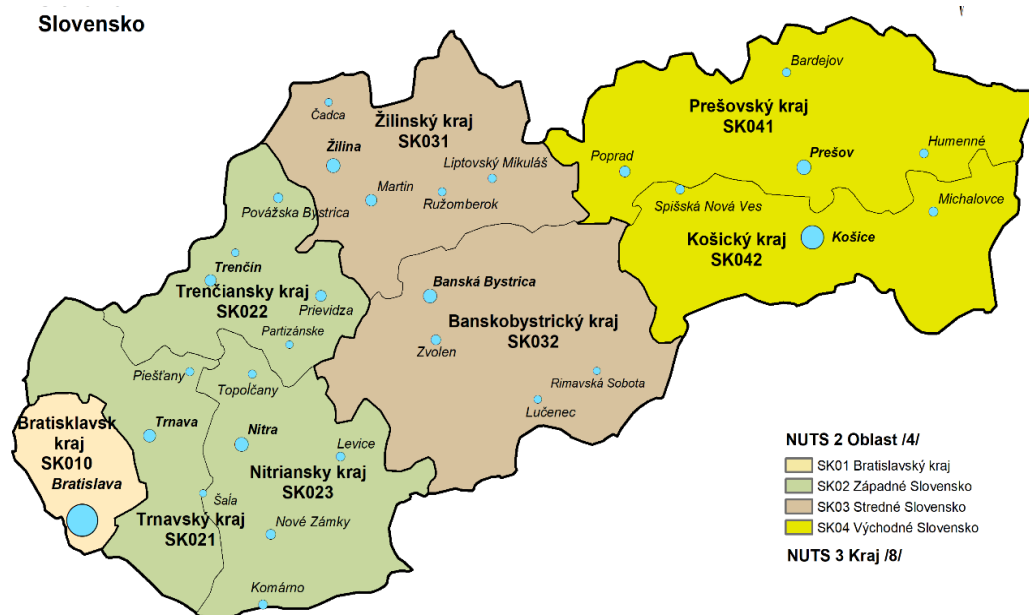 Slovensko
Bardejov
Prešovský kraj
SK041
Čadca
Žilinský kraj
SK031
Žilina
Liptovský Mikuláš
Martin
Ružomberok
Poprad
Prešov
Humenné
Spišská Nová Ves
Michalovce
Košický kraj
SK042
Košice
Povážska Bystrica
Trenčín
Trenčiansky kraj
SK022
Prievidza
Partizánske
Banská Bystrica
Banskobystrický kraj
SK032
Zvolen
Rimavská Sobota
Lučenec
Piešťany
Topoľčany
Bratisklavsk
kraj
SK010
Bratislava
Trnava
Nitra
Levice
Nitriansky kraj
SK023
Šaľa
Trnavský kraj
SK021
Nové Zámky
Komárno
NUTS 2 Oblast /4/
SK01 Bratislavský kraj
SK02 Západné Slovensko
SK03 Stredné Slovensko
SK04 Východné Slovensko
NUTS 3 Kraj /8/